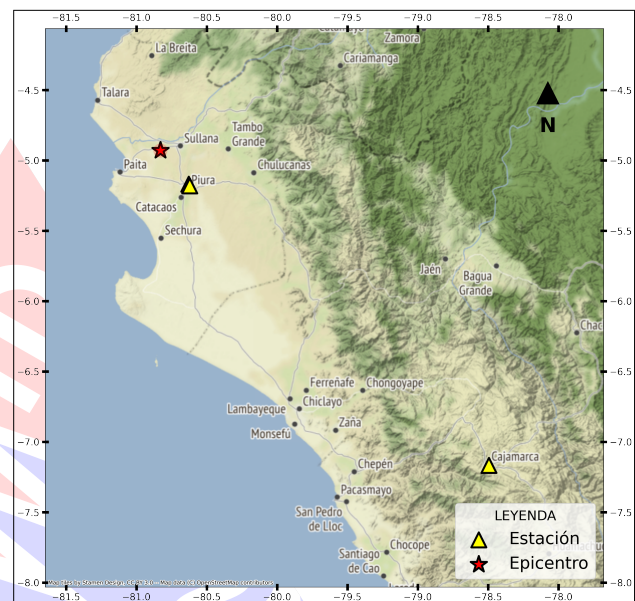 −81.5 −81.0 −80.5 −80.0 −79.5 −79.0 −78.5 −78.0
Zamora
La Breita
Cariamanga
−4.5 −4.5
Talara
N
Tambo
Grande
Sullana
−5.0 −5.0
Paita
Chulucanas
Piura
Catacaos
Sechura
−5.5 −5.5
Jaén
Bagua
Grande
−6.0 −6.0
Chac
−6.5 −6.5
Ferreñafe Chongoyape
Lambayeque Chiclayo
Zaña
Monsefú
−7.0 −7.0
Cajamarca
Chepén
Pacasmayo
−7.5 −7.5
San Pedro
de Lloc
LEYENDA
Estación
Epicentro
Chocope
Santiago
de Cao
−8.0 −8.0
−81.5 −81.0 −80.5 −80.0 −79.5 −79.0 −78.5 −78.0